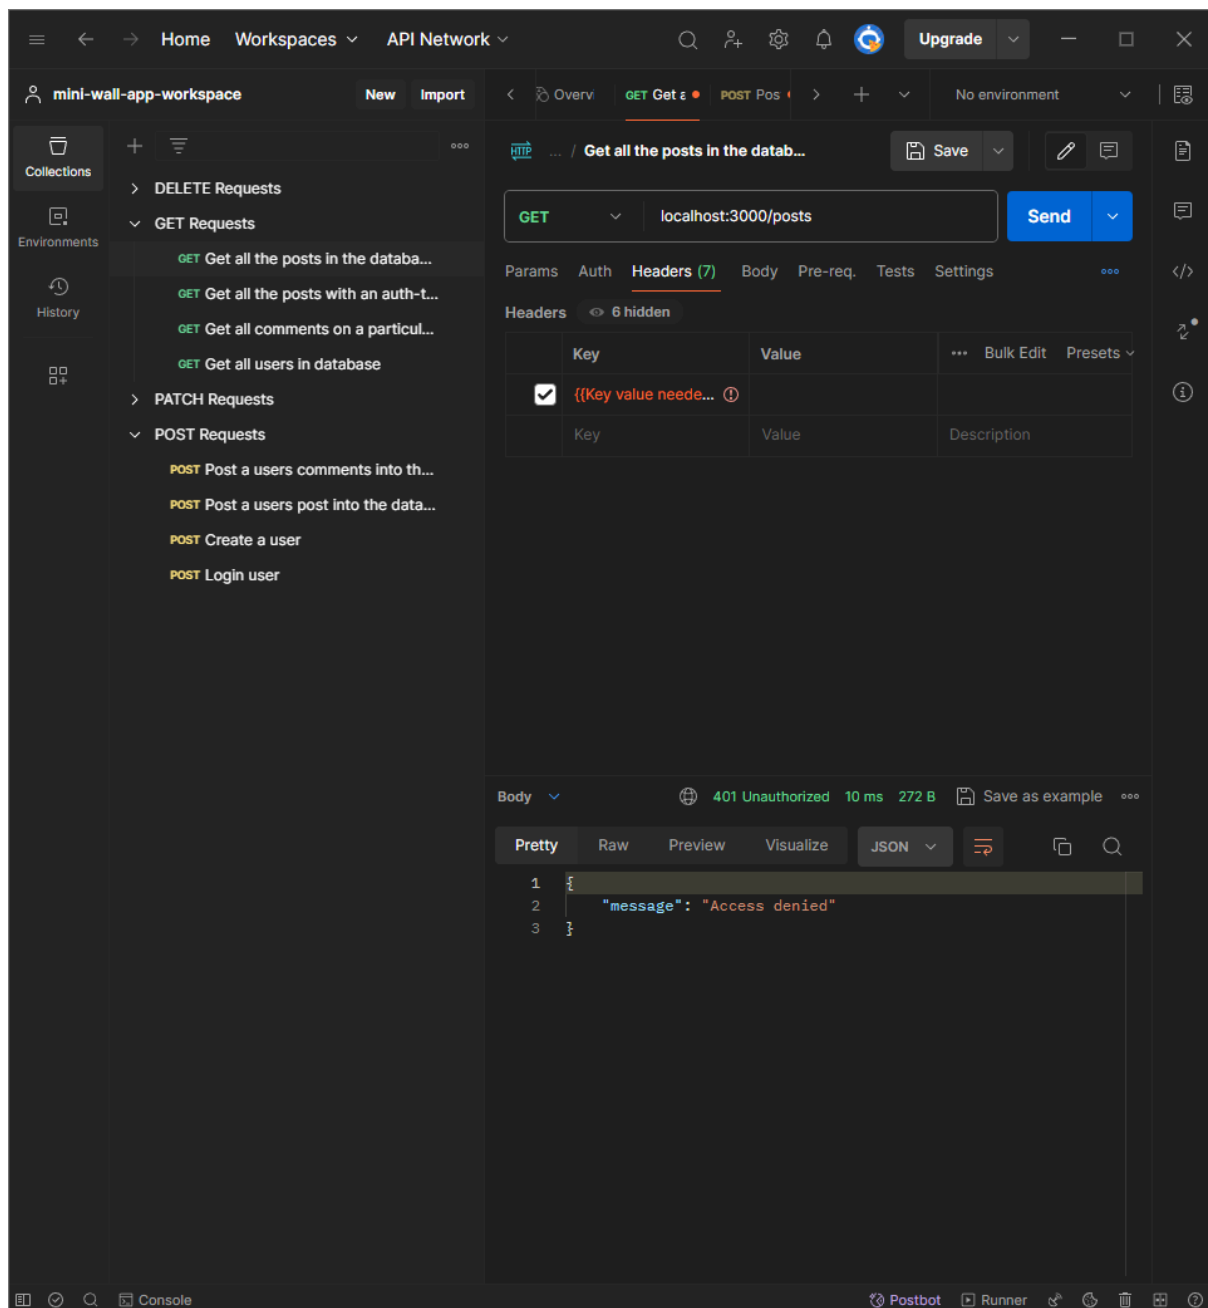 Home Workspaces API Network Upgrade
mini-wall-app-workspace New Import
Overvi GET Get a POST Pos No environment
Collections
Environments
History
DELETE Requests
GET Requests
GET Get all the posts in the databa...
GET Get all the posts with an auth-t...
GET Get all comments on a particul...
GET Get all users in database
PATCH Requests
POST Requests
POST Post a users comments into th...
POST Post a users post into the data...
POST Create a user
POST Login user
HTTP ... / Get all the posts in the datab... Save
GET localhost:3000/posts Send
Params Auth Headers (7) Body Pre-req. Tests Settings
Headers 6 hidden
Key Value Bulk Edit Presets
{{Key value neede...
Key Value Description
Body 401 Unauthorized 10 ms 272 B Save as example
Pretty Raw Preview Visualize JSON
1 {
2 "message": "Access denied"
3 }
Console Postbot Runner